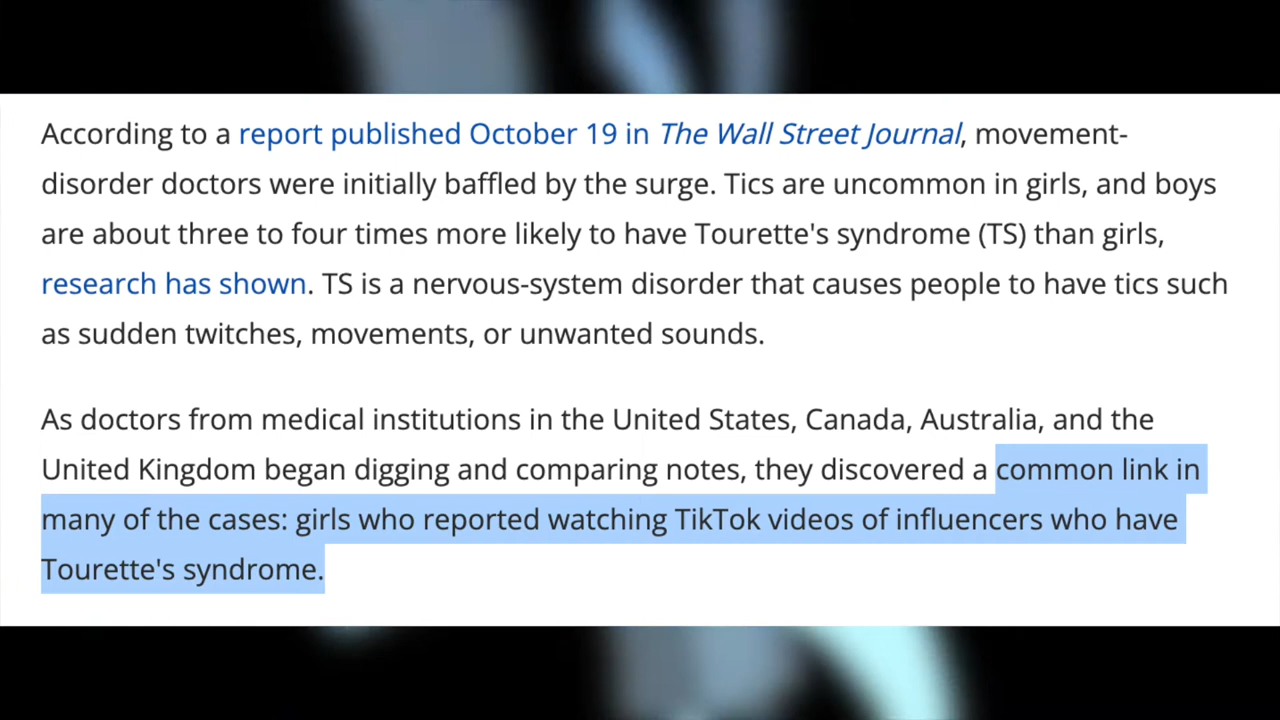 According to a report published October 19 in The Wall Street Journal, movement-
disorder doctors were initially baffled by the surge. Tics are uncommon in girls, and boys
are about three to four times more likely to have Tourette's syndrome (TS) than girls,
research has shown. TS is a nervous-system disorder that causes people to have tics such
as sudden twitches, movements, or unwanted sounds.
As doctors from medical institutions in the United States, Canada, Australia, and the
United Kingdom began digging and comparing notes, they discovered a common link in
many of the cases: girls who reported watching TikTok videos of influencers who have
Tourette's syndrome.